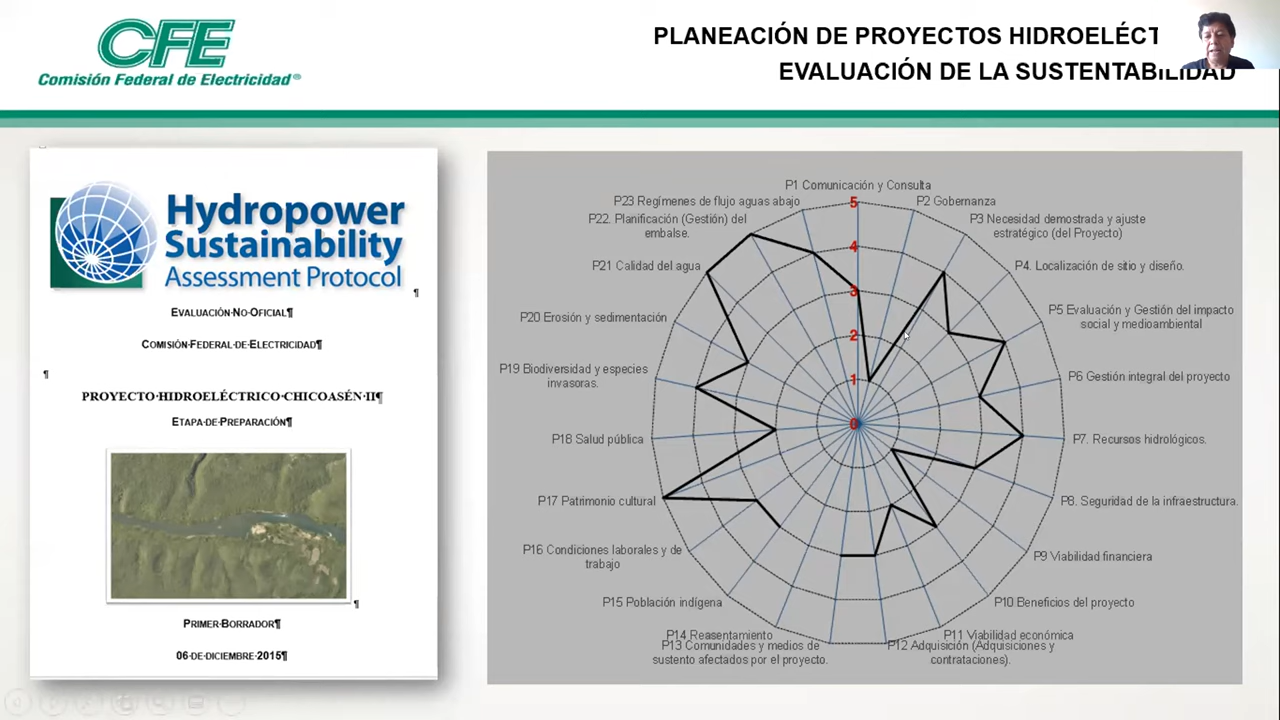 CFE
Comisión Federal de Electricidad®
PLANEACIÓN DE PROYECTOS HIDROELÉCT
EVALUACIÓN DE LA SUSTENTABILIDAD
Hydropower
Sustainability
Assessment Protocol
¶
EVALUACIÓN·NO·OFICIAL¶
COMISIÓN·FEDERAL·DE·ELECTRICIDAD¶
¶
PROYECTO·HIDROELÉCTRICO·CHICOASÉN·II¶
ETAPA·DE·PREPARACIÓN¶
¶
PRIMER·BORRADOR¶
06·DE·DICIEMBRE·2015¶
P1 Comunicación y Consulta
P2 Gobernanza
P3 Necesidad demostrada y ajuste
estratégico (del Proyecto)
P4. Localización de sitio y diseño.
P5 Evaluación y Gestión del impacto
social y medioambiental
P6 Gestión integral del proyecto
P7. Recursos hidrológicos.
P8. Seguridad de la infraestructura.
P9 Viabilidad financiera
P10 Beneficios del proyecto
P11 Viabilidad económica
P12 Adquisición (Adquisiciones y
contrataciones).
P13 Comunidades y medios de
sustento afectados por el proyecto.
P14 Reasentamiento
P15 Población indígena
P16 Condiciones laborales y de
trabajo
P17 Patrimonio cultural
P18 Salud pública
P19 Biodiversidad y especies
invasoras.
P20 Erosión y sedimentación
P21 Calidad del agua
P22. Planificación (Gestión) del
embalse.
P23 Regímenes de flujo aguas abajo
5
4
3
2
1
0